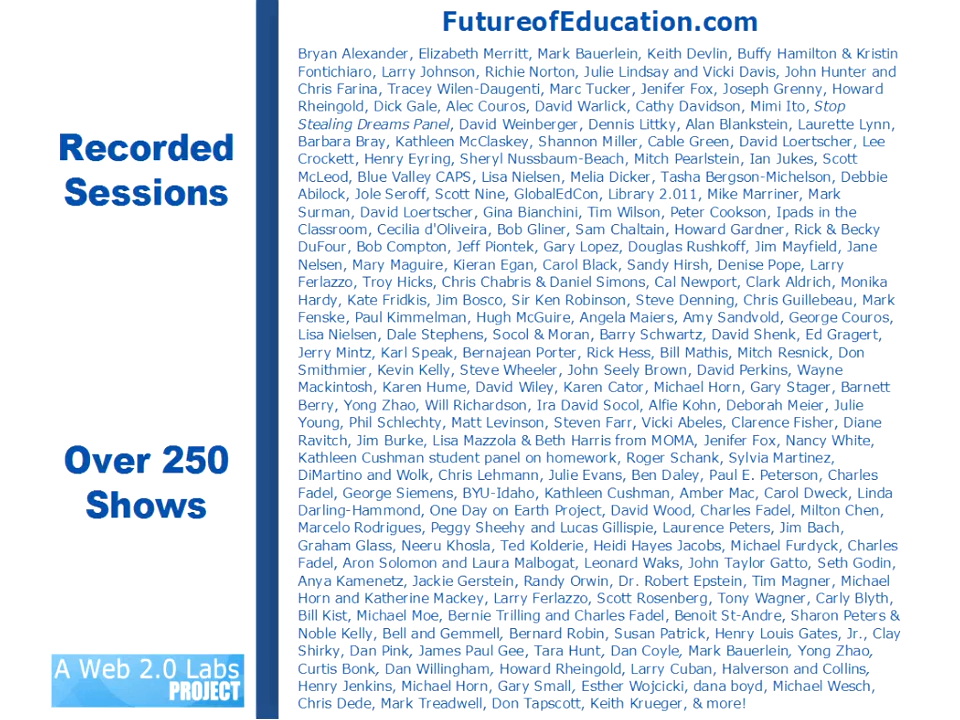 FutureofEducation.com
Bryan Alexander, Elizabeth Merritt, Mark Bauerlein, Keith Devlin, Buffy Hamilton & Kristin
Fontichiaro, Larry Johnson, Richie Norton, Julie Lindsay and Vicki Davis, John Hunter and
Chris Farina, Tracey Wilen-Daugenti, Marc Tucker, Jenifer Fox, Joseph Grenny, Howard
Rheingold, Dick Gale, Alec Couros, David Warlick, Cathy Davidson, Mimi Ito, Stop
Stealing Dreams Panel, David Weinberger, Dennis Littky, Alan Blankstein, Laurette Lynn,
Barbara Bray, Kathleen McClaskey, Shannon Miller, Cable Green, David Loertscher, Lee
Crockett, Henry Eyring, Sheryl Nussbaum-Beach, Mitch Pearlstein, Ian Jukes, Scott
McLeod, Blue Valley CAPS, Lisa Nielsen, Melia Dicker, Tasha Bergson-Michelson, Debbie
Abilock, Jole Seroff, Scott Nine, GlobalEdCon, Library 2.011, Mike Marriner, Mark
Surman, David Loertscher, Gina Bianchini, Tim Wilson, Peter Cookson, Ipads in the
Classroom, Cecilia d'Oliveira, Bob Gliner, Sam Chaltain, Howard Gardner, Rick & Becky
DuFour, Bob Compton, Jeff Piontek, Gary Lopez, Douglas Rushkoff, Jim Mayfield, Jane
Nelsen, Mary Maguire, Kieran Egan, Carol Black, Sandy Hirsh, Denise Pope, Larry
Ferlazzo, Troy Hicks, Chris Chabris & Daniel Simons, Cal Newport, Clark Aldrich, Monika
Hardy, Kate Fridkis, Jim Bosco, Sir Ken Robinson, Steve Denning, Chris Guillebeau, Mark
Fenske, Paul Kimmelman, Hugh McGuire, Angela Maiers, Amy Sandvold, George Couros,
Lisa Nielsen, Dale Stephens, Socol & Moran, Barry Schwartz, David Shenk, Ed Gragert,
Jerry Mintz, Karl Speak, Bernajean Porter, Rick Hess, Bill Mathis, Mitch Resnick, Don
Smithmier, Kevin Kelly, Steve Wheeler, John Seely Brown, David Perkins, Wayne
Mackintosh, Karen Hume, David Wiley, Karen Cator, Michael Horn, Gary Stager, Barnett
Berry, Yong Zhao, Will Richardson, Ira David Socol, Alfie Kohn, Deborah Meier, Julie
Young, Phil Schlechty, Matt Levinson, Steven Farr, Vicki Abeles, Clarence Fisher, Diane
Ravitch, Jim Burke, Lisa Mazzola & Beth Harris from MOMA, Jenifer Fox, Nancy White,
Kathleen Cushman student panel on homework, Roger Schank, Sylvia Martinez,
DiMartino and Wolk, Chris Lehmann, Julie Evans, Ben Daley, Paul E. Peterson, Charles
Fadel, George Siemens, BYU-Idaho, Kathleen Cushman, Amber Mac, Carol Dweck, Linda
Darling-Hammond, One Day on Earth Project, David Wood, Charles Fadel, Milton Chen,
Marcelo Rodrigues, Peggy Sheehy and Lucas Gillispie, Laurence Peters, Jim Bach,
Graham Glass, Neeru Khosla, Ted Kolderie, Heidi Hayes Jacobs, Michael Furdyck, Charles
Fadel, Aron Solomon and Laura Malbogat, Leonard Waks, John Taylor Gatto, Seth Godin,
Anya Kamenetz, Jackie Gerstein, Randy Orwin, Dr. Robert Epstein, Tim Magner, Michael
Horn and Katherine Mackey, Larry Ferlazzo, Scott Rosenberg, Tony Wagner, Carly Blyth,
Bill Kist, Michael Moe, Bernie Trilling and Charles Fadel, Benoit St-Andre, Sharon Peters &
Noble Kelly, Bell and Gemmell, Bernard Robin, Susan Patrick, Henry Louis Gates, Jr., Clay
Shirky, Dan Pink, James Paul Gee, Tara Hunt, Dan Coyle, Mark Bauerlein, Yong Zhao,
Curtis Bonk, Dan Willingham, Howard Rheingold, Larry Cuban, Halverson and Collins,
Henry Jenkins, Michael Horn, Gary Small, Esther Wojcicki, dana boyd, Michael Wesch,
Chris Dede, Mark Treadwell, Don Tapscott, Keith Krueger, & more!
Recorded
Sessions
Over 250
Shows
A Web 2.0 Labs
PROJECT